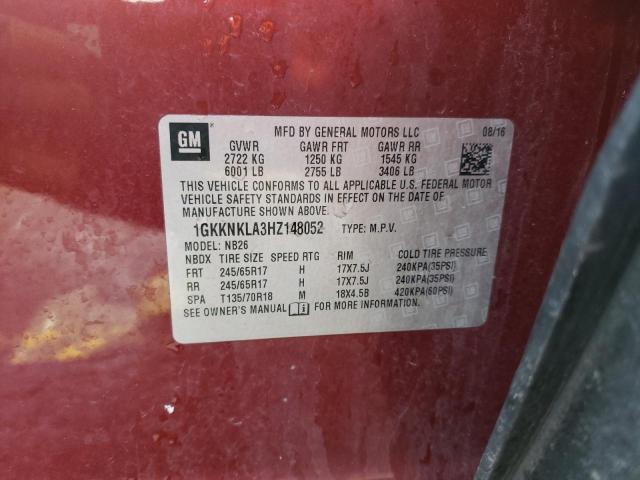 GM
MFD BY GENERAL MOTORS LLC 08/16
GVWR GAWR FRT GAWR RR
2722 KG 1250 KG 1545 KG
6001 LB 2755 LB 3406 LB
THIS VEHICLE CONFORMS TO ALL APPLICABLE U.S. FEDERAL MOTOR
VEHICLE SAFETY STANDARDS IN EFFECT ON THE DATE OF
MANUFACTURE SHOWN ABOVE.
1GKKNKLA3HZ148052 TYPE: M.P.V.
MODEL: NB26
NBDX TIRE SIZE SPEED RTG RIM COLD TIRE PRESSURE
FRT 245/65R17 H 17X7.5J 240KPA(35PSI)
RR 245/65R17 H 17X7.5J 240KPA(35PSI)
SPA T135/70R18 M 18X4.5B 420KPA(60PSI)
SEE OWNER'S MANUAL FOR MORE INFORMATION.